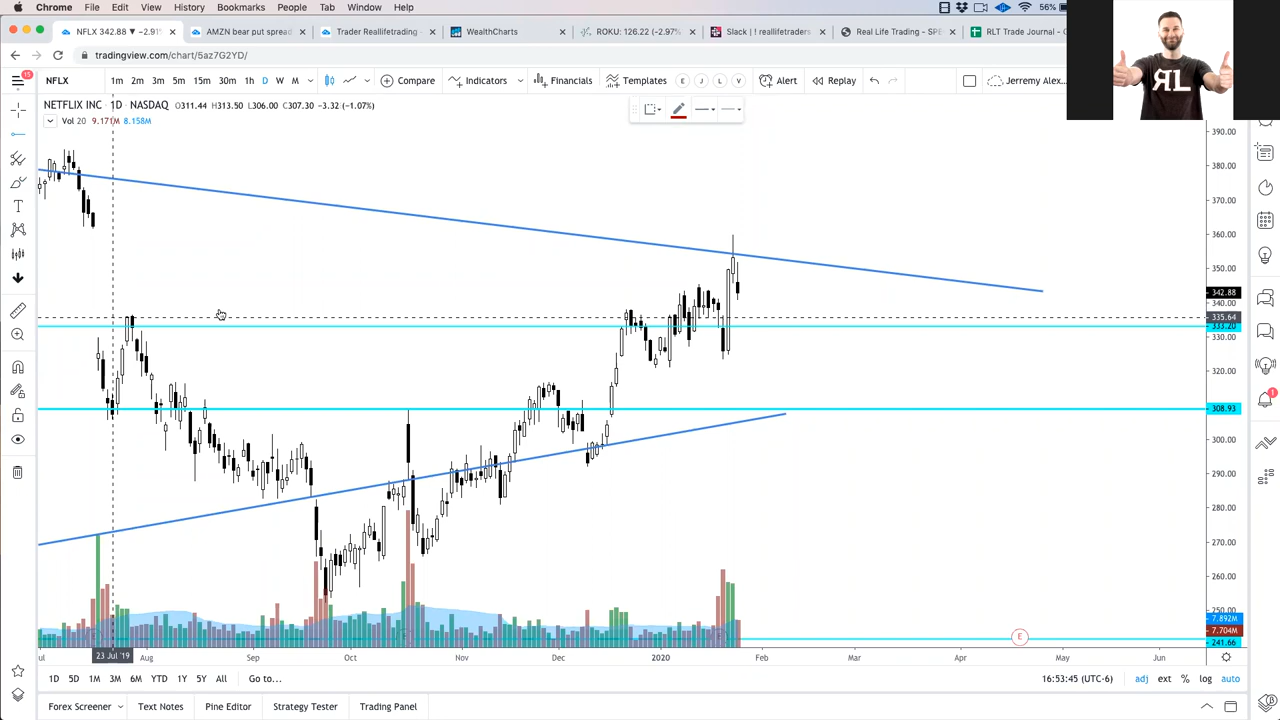 Chrome File Edit View History Bookmarks People Tab Window Help 56%
NFLX 342.88 ▼ −2.91% × AMZN bear put spread × Trader Reallifetrading × WealthCharts × ROKU: 126.22 (−2.97% × Slack | ! reallifetraders × Real Life Trading - SPE × RLT Trade Journal - G
tradingview.com/chart/5az7G2YD/
15 NFLX 1m 2m 3m 5m 15m 30m 1h D W M Compare Indicators Financials Templates E J L V Alert Replay Jerremy Alex...
ЯL
NETFLIX INC 1D NASDAQ O311.44 H313.50 L306.00 C307.30 −3.32 (−1.07%)
Vol 20 9.171M 8.158M
390.00
380.00
370.00
360.00
350.00
342.88
340.00
335.64
333.20
330.00
320.00
308.93
300.00
290.00
280.00
270.00
260.00
250.00
7.892M
7.704M
241.66
1
E
23 Jul '19 Aug Sep Oct Nov Dec 2020 Feb Mar Apr May Jun
1D 5D 1M 3M 6M YTD 1Y 5Y All Go to... 16:53:45 (UTC-6) adj ext % log auto
Forex Screener Text Notes Pine Editor Strategy Tester Trading Panel